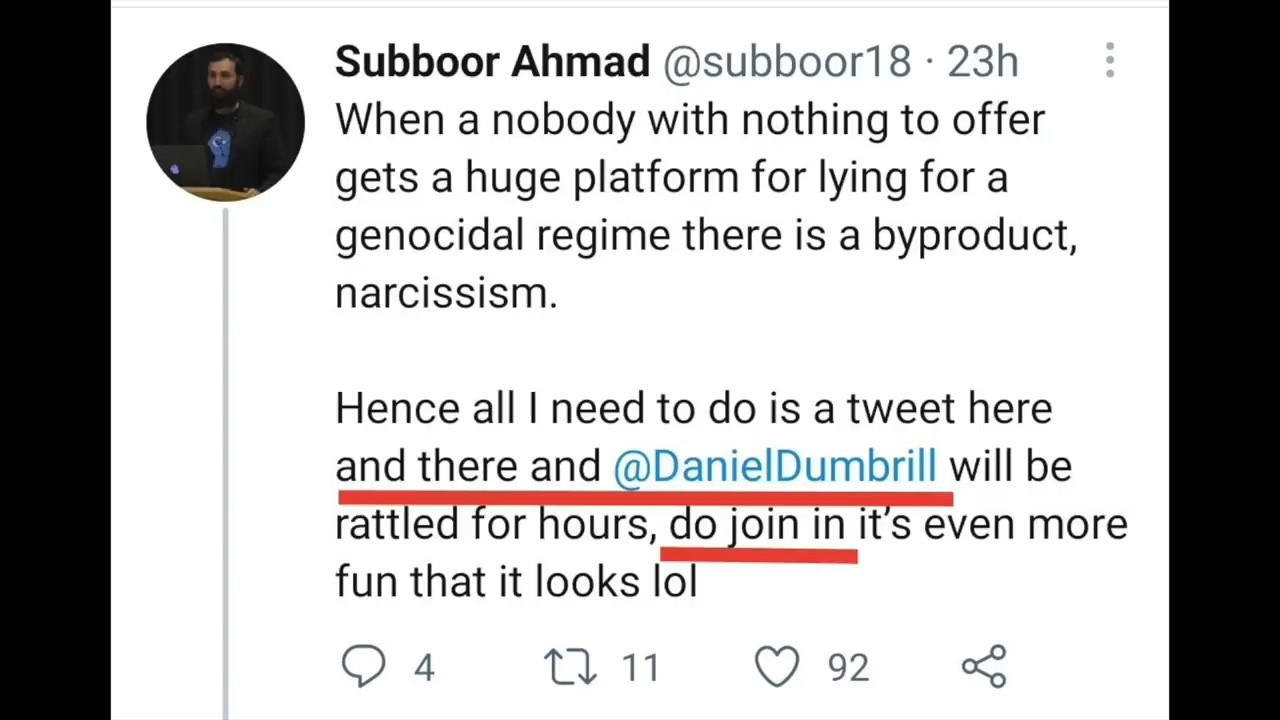 Subboor Ahmad @subboor18 · 23h
When a nobody with nothing to offer
gets a huge platform for lying for a
genocidal regime there is a byproduct,
narcissism.
Hence all I need to do is a tweet here
and there and @DanielDumbrill will be
rattled for hours, do join in it’s even more
fun that it looks lol
4 11 92